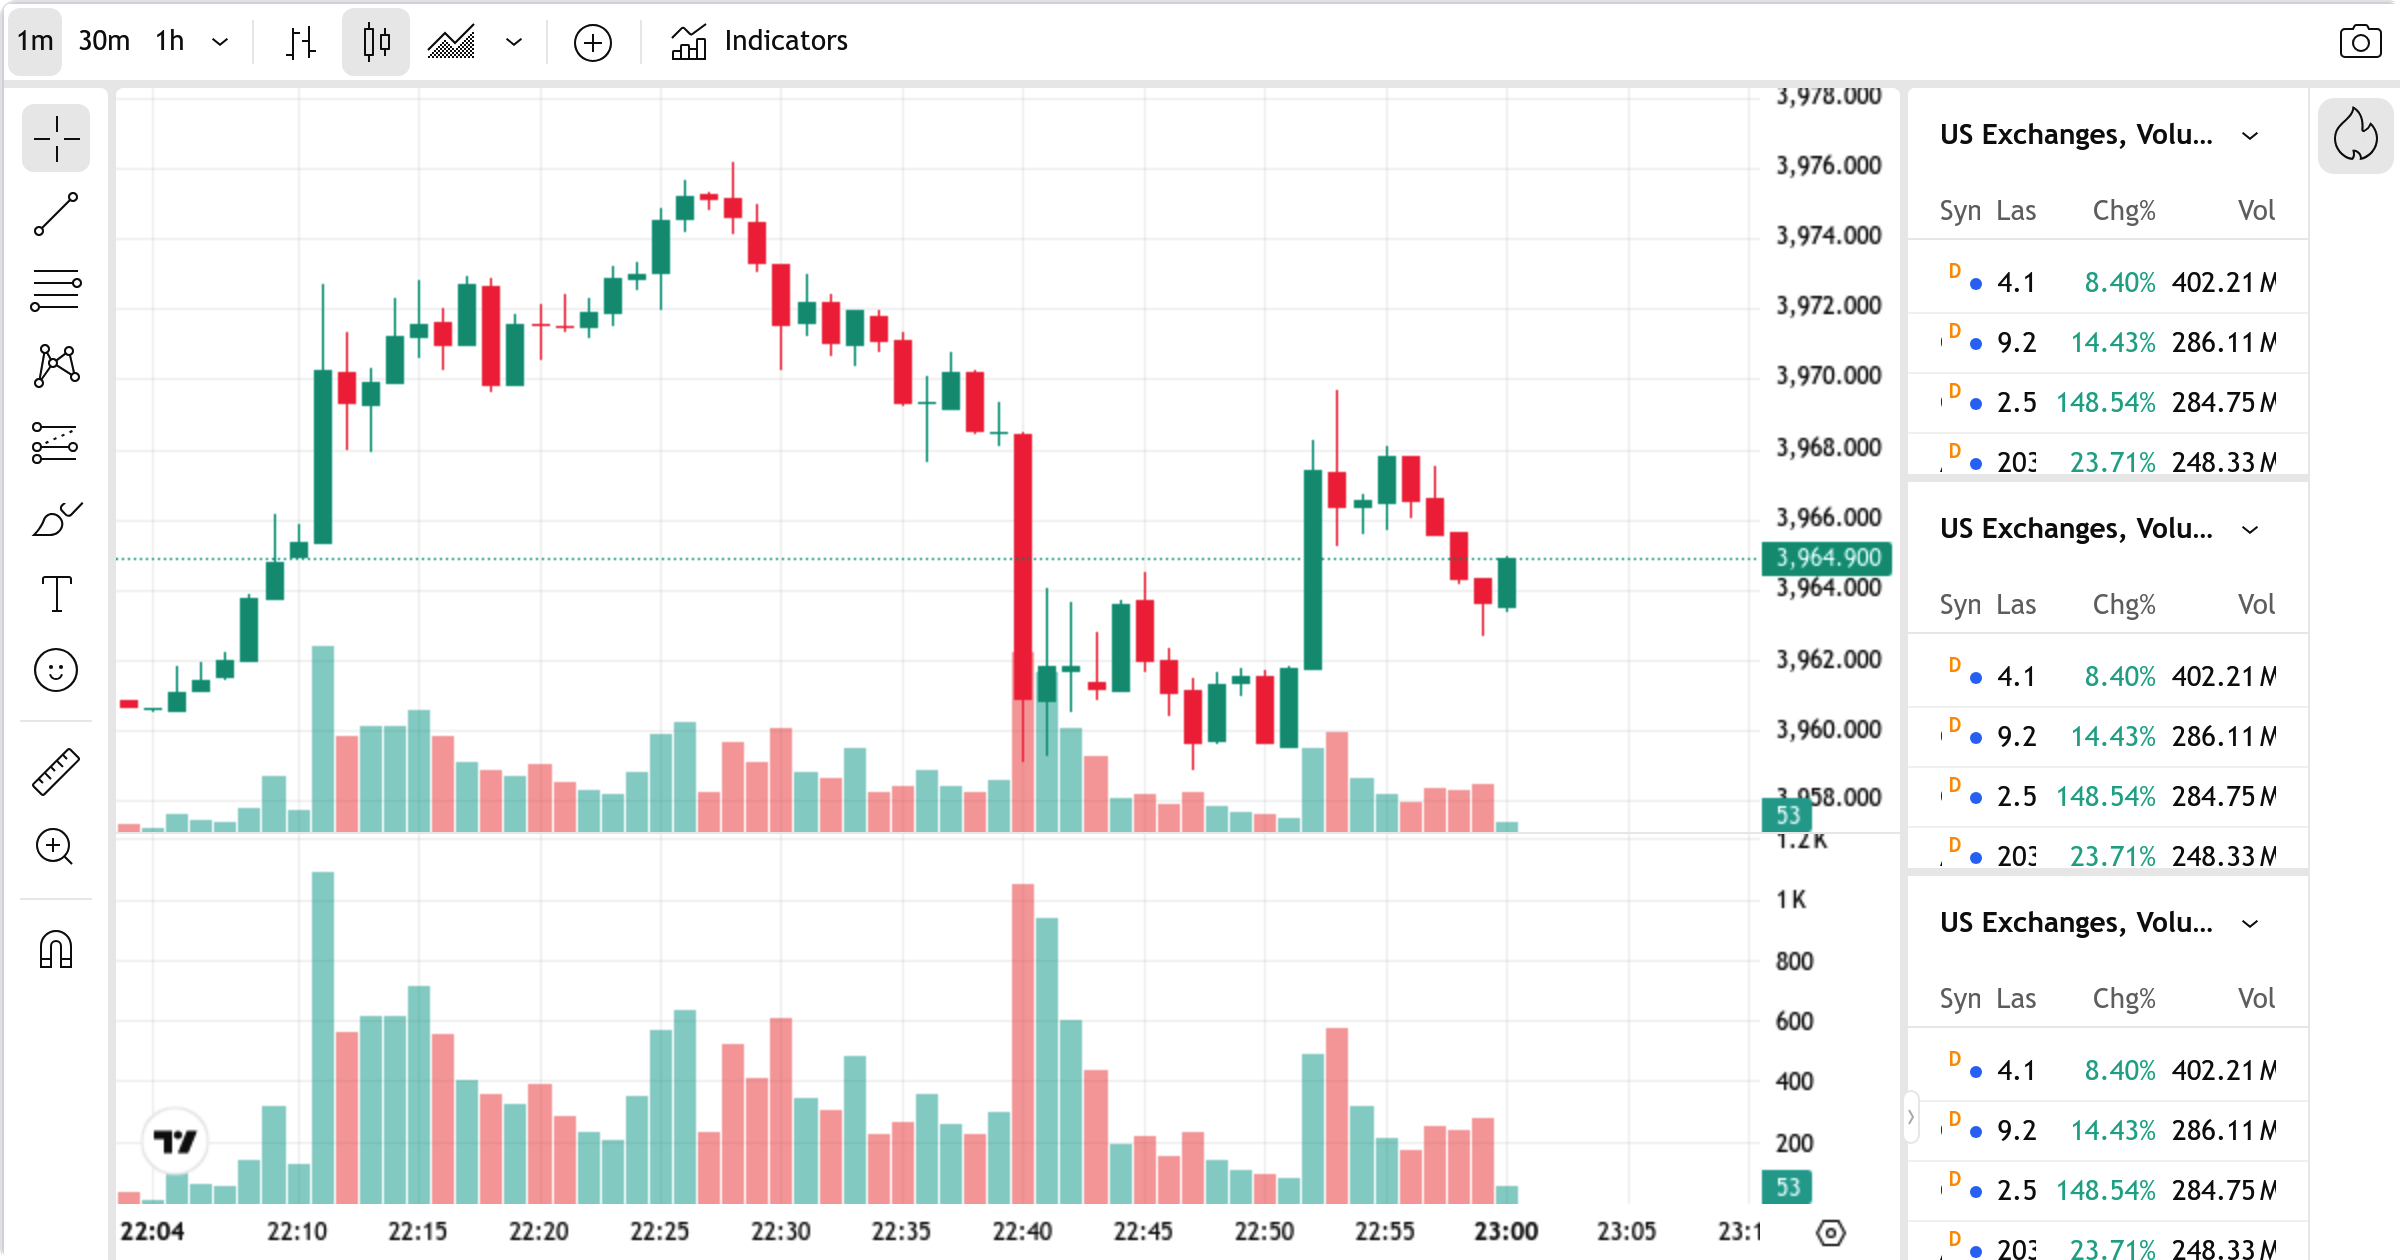 1m 30m 1h Indicators
3,978.000
3,976.000
3,974.000
3,972.000
3,970.000
3,968.000
3,966.000
3,964.900
3,964.000
3,962.000
3,960.000
3,958.000
53
1.2K
1K
800
600
400
200
53
22:04 22:10 22:15 22:20 22:25 22:30 22:35 22:40 22:45 22:50 22:55 23:00 23:05 23:1
US Exchanges, Volu...
Syn Las Chg% Vol
D 4.1 8.40% 402.21 M
D 9.2 14.43% 286.11 M
D 2.5 148.54% 284.75 M
D 203 23.71% 248.33 M
US Exchanges, Volu...
Syn Las Chg% Vol
D 4.1 8.40% 402.21 M
D 9.2 14.43% 286.11 M
D 2.5 148.54% 284.75 M
D 203 23.71% 248.33 M
US Exchanges, Volu...
Syn Las Chg% Vol
D 4.1 8.40% 402.21 M
D 9.2 14.43% 286.11 M
D 2.5 148.54% 284.75 M
D 203 23.71% 248.33 M